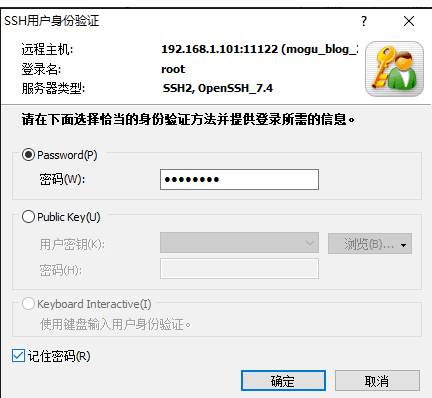 SSH用户身份验证
远程主机: 192.168.1.101:11122 (mogu_blog_
登录名: root
服务器类型: SSH2, OpenSSH_7.4
请在下面选择恰当的身份验证方法并提供登录所需的信息。
Password(P)
密码(W): ●●●●●●●●
Public Key(U)
用户密钥(K): 浏览(B)...
密码(H):
Keyboard Interactive(I)
使用键盘输入用户身份验证。
记住密码(R)
确定 取消